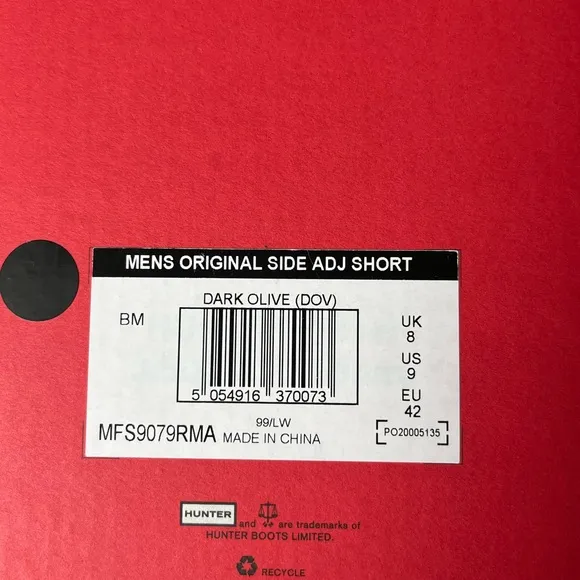 MENS ORIGINAL SIDE ADJ SHORT
DARK OLIVE (DOV)
BM
UK
8
US
9
EU
42
5 054916 370073
99/LW
MFS9079RMA MADE IN CHINA
PO20005135
HUNTER and are trademarks of
HUNTER BOOTS LIMITED.
RECYCLE